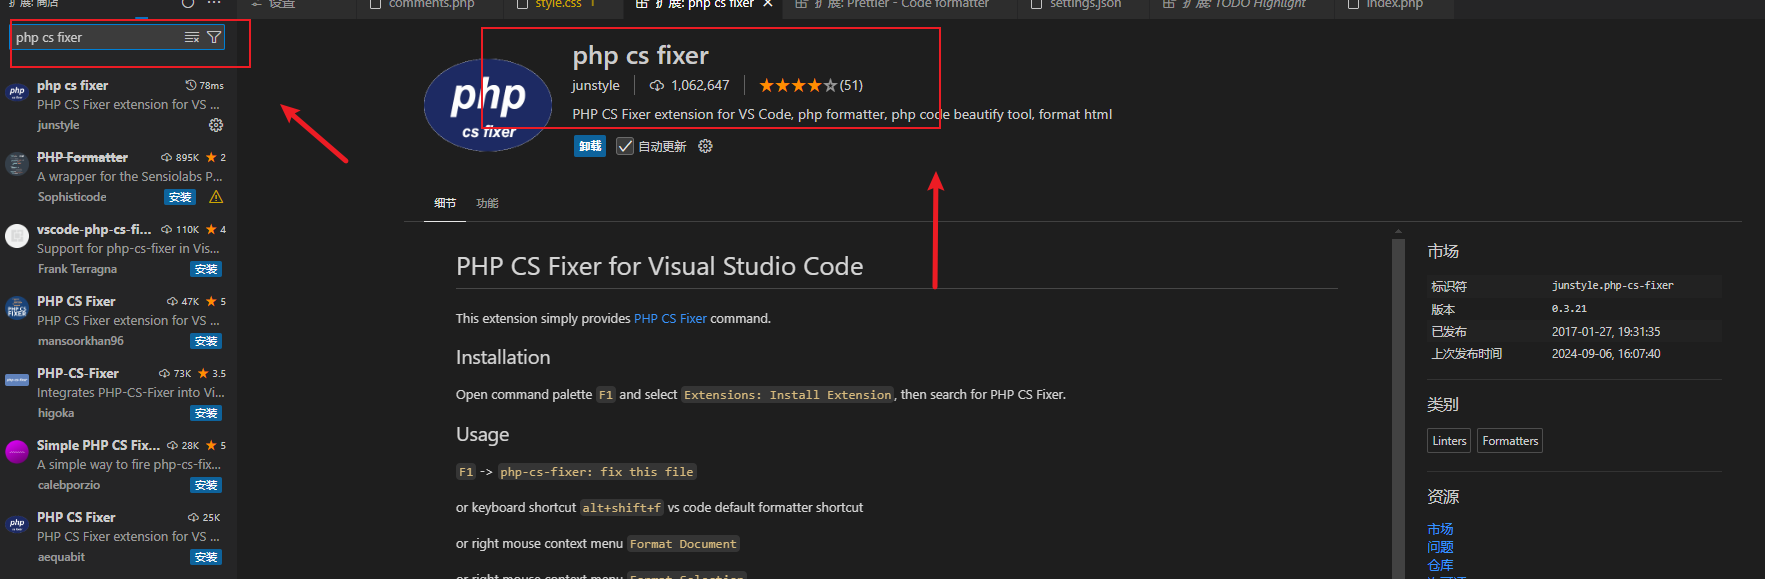 扩展: 商店
php cs fixer
php cs fixer 78ms
PHP CS Fixer extension for VS ...
junstyle
PHP Formatter 895K 2
A wrapper for the Sensiolabs P...
Sophisticode 安装
vscode-php-cs-fi... 110K 4
Support for php-cs-fixer in Vis...
Frank Terragna 安装
PHP CS Fixer 47K 5
PHP CS Fixer extension for VS ...
mansoorkhan96 安装
PHP-CS-Fixer 73K 3.5
Integrates PHP-CS-Fixer into Vi...
higoka 安装
Simple PHP CS Fix... 28K 5
A simple way to fire php-cs-fix...
calebporzio 安装
PHP CS Fixer 25K
PHP CS Fixer extension for VS ...
aequabit 安装
设置 comments.php style.css 1 扩展: php cs fixer 扩展: Prettier - Code formatter settings.json 扩展: TODO Highlight index.php
php
cs fixer
php cs fixer
junstyle 1,062,647 (51)
PHP CS Fixer extension for VS Code, php formatter, php code beautify tool, format html
卸载 自动更新
细节 功能
PHP CS Fixer for Visual Studio Code
This extension simply provides PHP CS Fixer command.
Installation
Open command palette F1 and select Extensions: Install Extension, then search for PHP CS Fixer.
Usage
F1 -> php-cs-fixer: fix this file
or keyboard shortcut alt+shift+f vs code default formatter shortcut
or right mouse context menu Format Document
or right mouse context menu Format Selection
市场
标识符 junstyle.php-cs-fixer
版本 0.3.21
已发布 2017-01-27, 19:31:35
上次发布时间 2024-09-06, 16:07:40
类别
Linters Formatters
资源
市场
问题
仓库